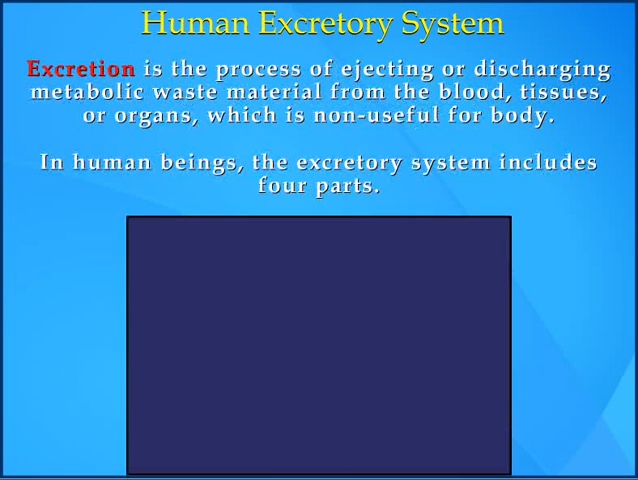 Human Excretory System
Excretion is the process of ejecting or discharging
metabolic waste material from the blood, tissues,
or organs, which is non-useful for body.
In human beings, the excretory system includes
four parts.